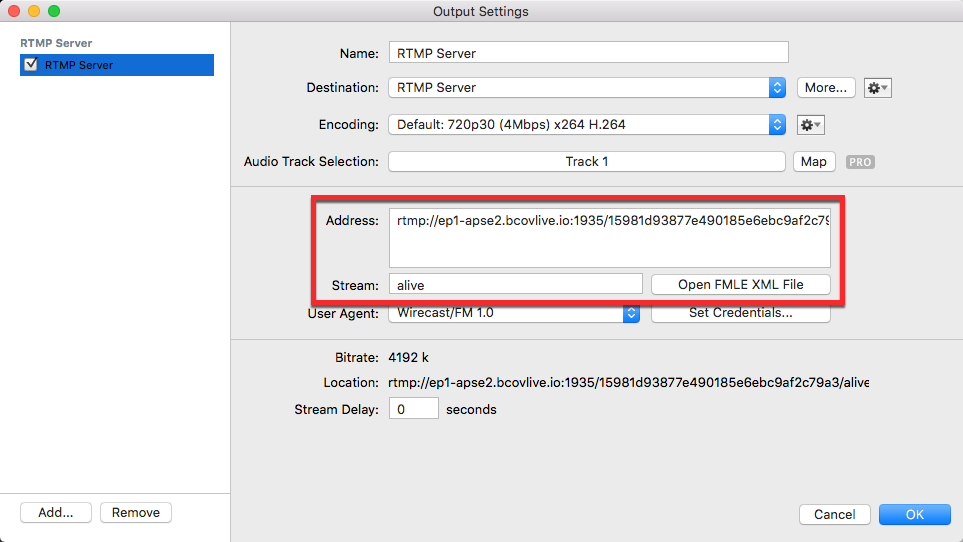 Output Settings
RTMP Server
RTMP Server
Name: RTMP Server
Destination: RTMP Server More...
Encoding: Default: 720p30 (4Mbps) x264 H.264
Audio Track Selection: Track 1 Map PRO
Address: rtmp://ep1-apse2.bcovlive.io:1935/15981d93877e490185e6ebc9af2c79
Stream: alive Open FMLE XML File
User Agent: Wirecast/FM 1.0 Set Credentials...
Bitrate: 4192 k
Location: rtmp://ep1-apse2.bcovlive.io:1935/15981d93877e490185e6ebc9af2c79a3/alive
Stream Delay: 0 seconds
Add... Remove Cancel OK